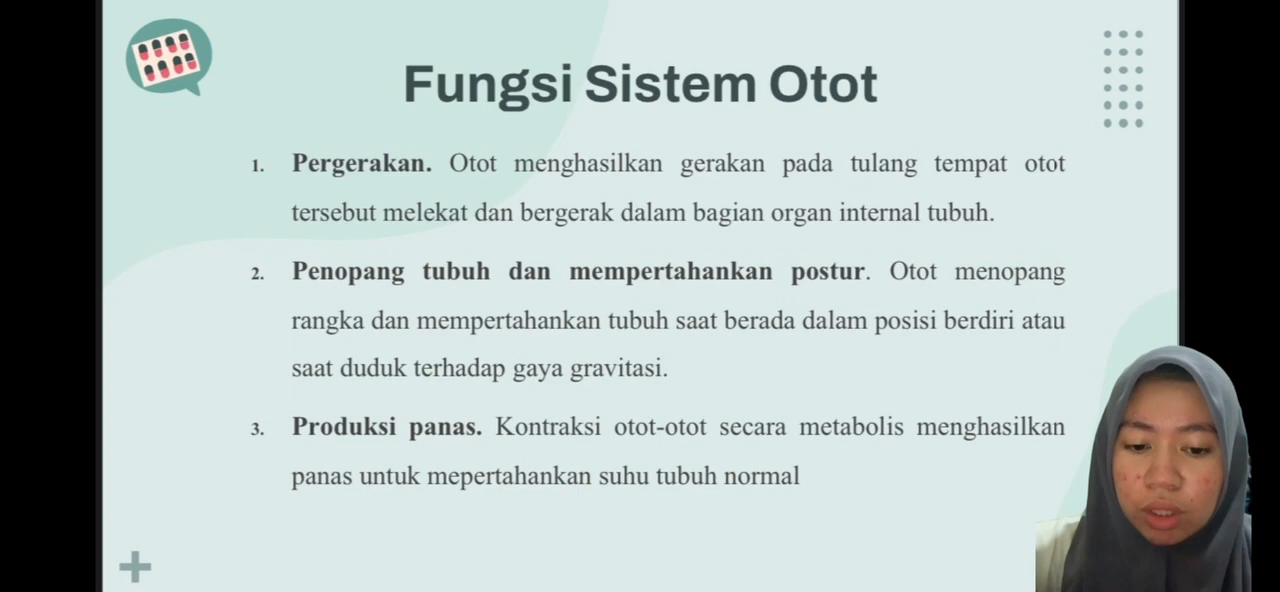 Fungsi Sistem Otot
1. Pergerakan. Otot menghasilkan gerakan pada tulang tempat otot
tersebut melekat dan bergerak dalam bagian organ internal tubuh.
2. Penopang tubuh dan mempertahankan postur. Otot menopang
rangka dan mempertahankan tubuh saat berada dalam posisi berdiri atau
saat duduk terhadap gaya gravitasi.
3. Produksi panas. Kontraksi otot-otot secara metabolis menghasilkan
panas untuk mepertahankan suhu tubuh normal